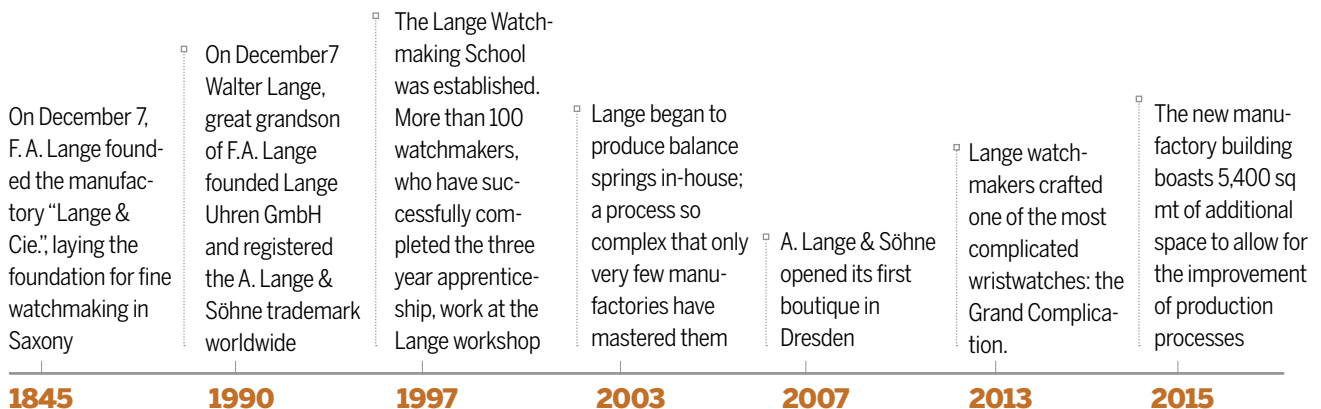 On December 7,
F. A. Lange found-
ed the manufac-
tory “Lange &
Cie.”, laying the
foundation for fine
watchmaking in
Saxony
1845
On December7
Walter Lange,
great grandson
of F.A. Lange
founded Lange
Uhren GmbH
and registered
the A. Lange &
Söhne trademark
worldwide
1990
The Lange Watch-
making School
was established.
More than 100
watchmakers,
who have suc-
cessfully com-
pleted the three
year apprentice-
ship, work at the
Lange workshop
1997
Lange began to
produce balance
springs in-house;
a process so
complex that only
very few manu-
factories have
mastered them
2003
A. Lange & Söhne
opened its first
boutique in
Dresden
2007
Lange watch-
makers crafted
one of the most
complicated
wristwatches: the
Grand Complica-
tion.
2013
The new manu-
factory building
boasts 5,400 sq
mt of additional
space to allow for
the improvement
of production
processes
2015